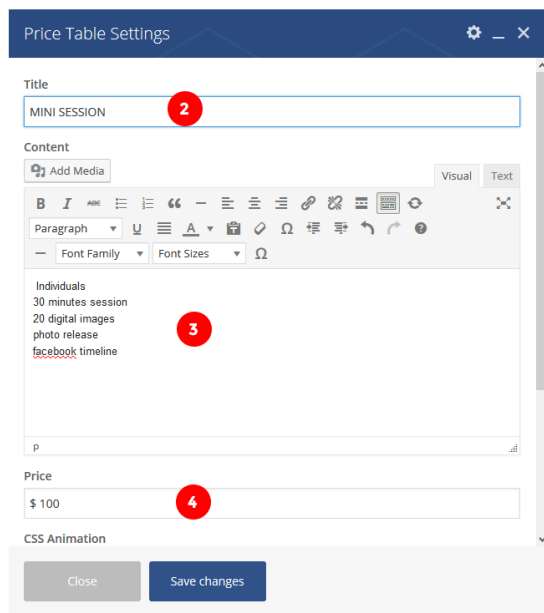 Price Table Settings
Title
MINI SESSION
2
Content
Add Media
Visual Text
B I ABC
Paragraph U A Ω
Font Family Font Sizes Ω
Individuals
30 minutes session
20 digital images
photo release
facebook timeline
3
P
Price
$ 100
4
CSS Animation
Close Save changes